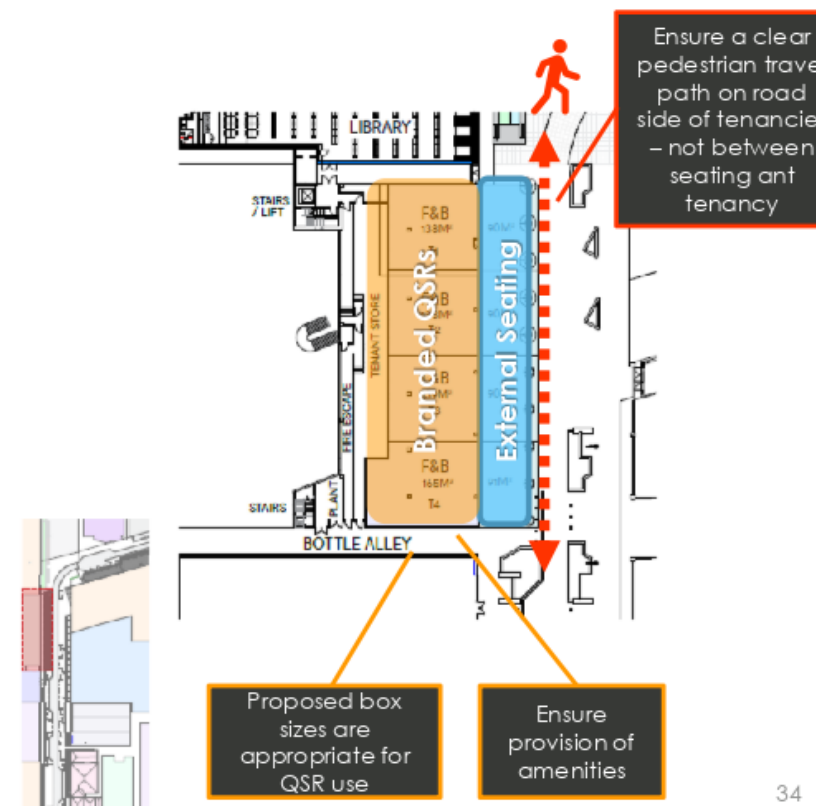 Ensure a clear
pedestrian trave
path on road
side of tenancie
– not between
seating ant
tenancy
LIBRARY
STAIRS
/ LIFT
F&B
138M²
TENANT STORE
Branded QSRs
External Seating
FIRE ESCAPE
F&B
165M²
T4
STAIRS
PLANT
BOTTLE ALLEY
Proposed box
sizes are
appropriate for
QSR use
Ensure
provision of
amenities
34